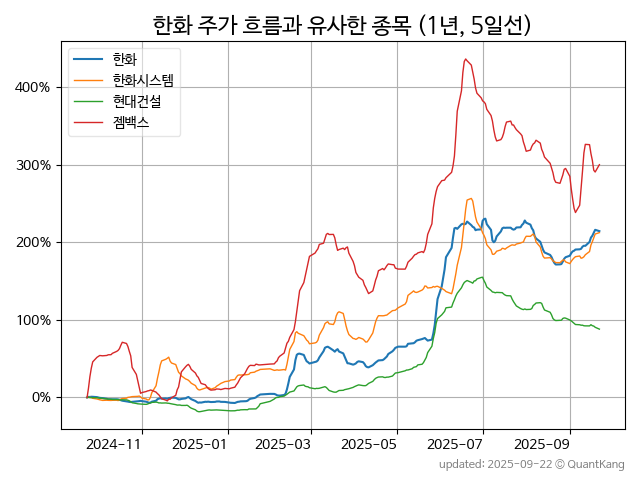 한화 주가 흐름과 유사한 종목 (1년, 5일선)
한화
한화시스템
현대건설
젬백스
400%
300%
200%
100%
0%
2024-11 2025-01 2025-03 2025-05 2025-07 2025-09
updated: 2025-09-22 © QuantKang